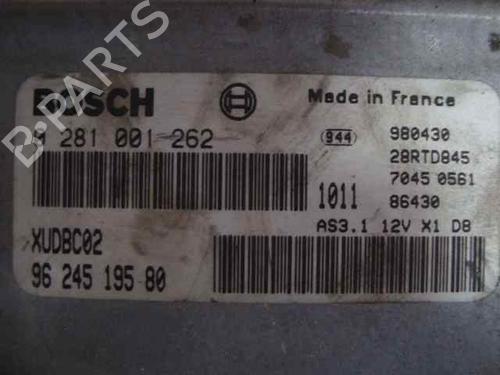 B-PARTS
BOSCH
Made in France
0 281 001 262
944
980430
28RTD845
7045 0561
1011
86430
AS3.1 12V X1 D8
XUDBC02
96 245 195 80